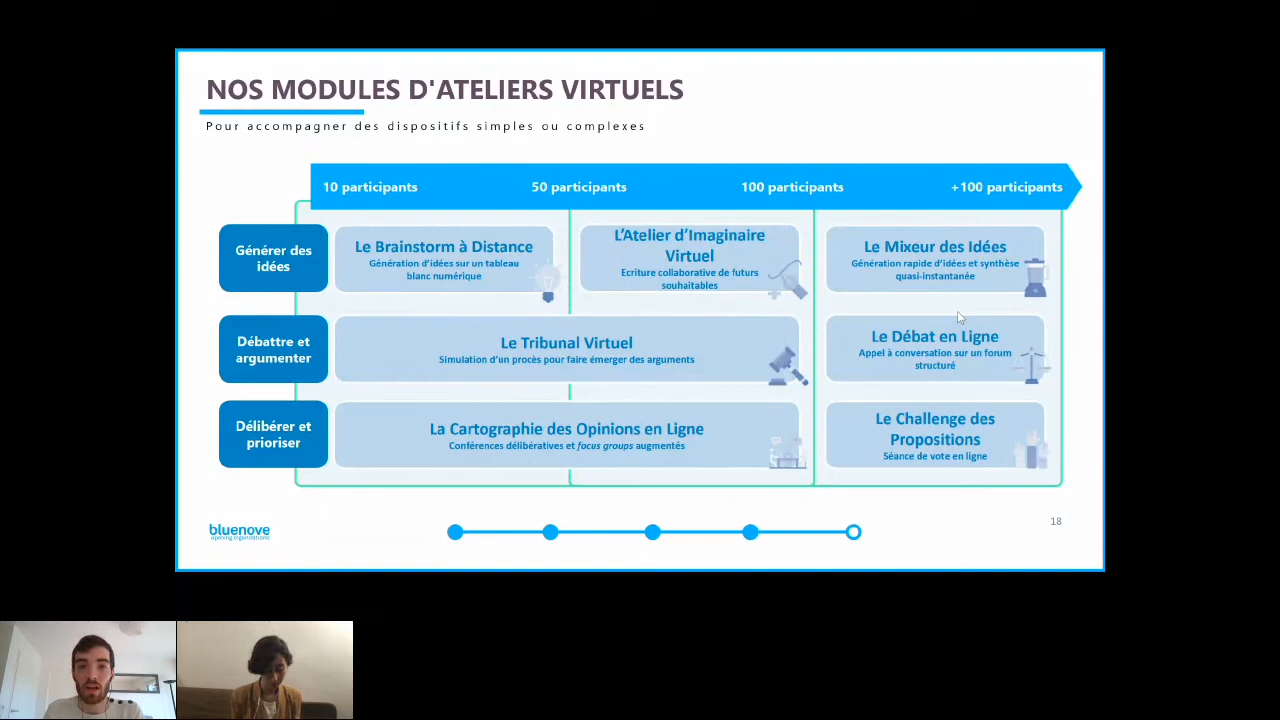 NOS MODULES D'ATELIERS VIRTUELS
Pour accompagner des dispositifs simples ou complexes
10 participants
50 participants
100 participants
+100 participants
Générer des
idées
Le Brainstorm à Distance
Génération d'idées sur un tableau
blanc numérique
L'Atelier d'Imaginaire
Virtuel
Ecriture collaborative de futurs
souhaitables
Le Mixeur des Idées
Génération rapide d'idées et synthèse
quasi-instantanée
Débattre et
argumenter
Le Tribunal Virtuel
Simulation d'un procès pour faire émerger des arguments
Le Débat en Ligne
Appel à conversation sur un forum
structuré
Délibérer et
prioriser
La Cartographie des Opinions en Ligne
Conférences délibératives et focus groups augmentés
Le Challenge des
Propositions
Séance de vote en ligne
bluenove
opening organizations
18